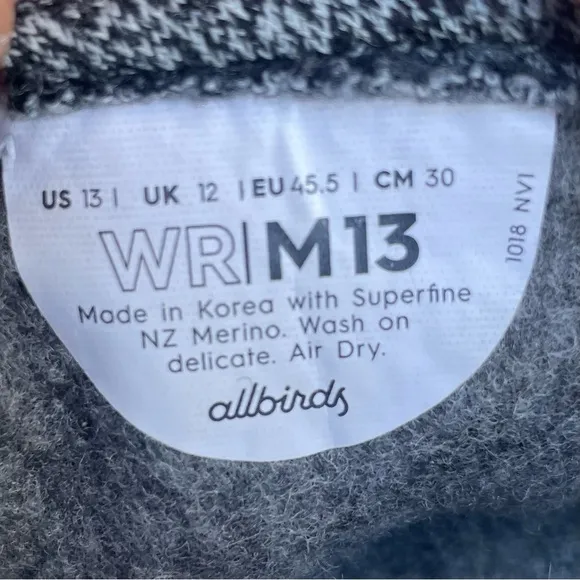 US 13 | UK 12 | EU 45.5 | CM 30
WR|M13
Made in Korea with Superfine
NZ Merino. Wash on
delicate. Air Dry.
allbirds
1018 NV1